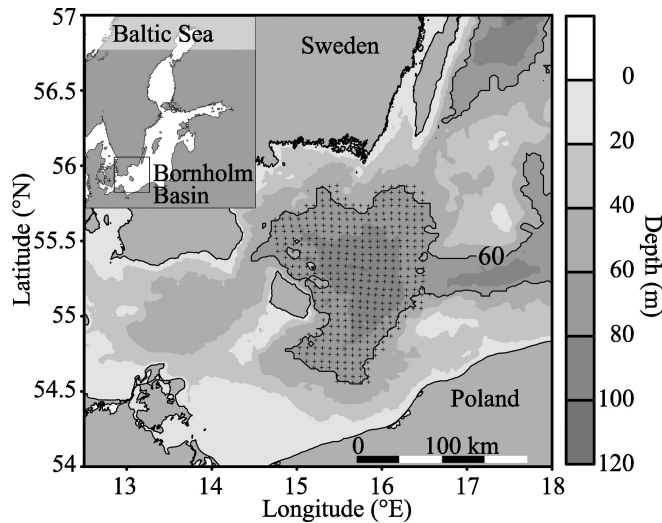 Baltic Sea
Sweden
Bornholm
Basin
60
Poland
0 100 km
57
56.5
56
55.5
55
54.5
54
Latitude (°N)
13 14 15 16 17 18
Longitude (°E)
0
20
40
60
80
100
120
Depth (m)